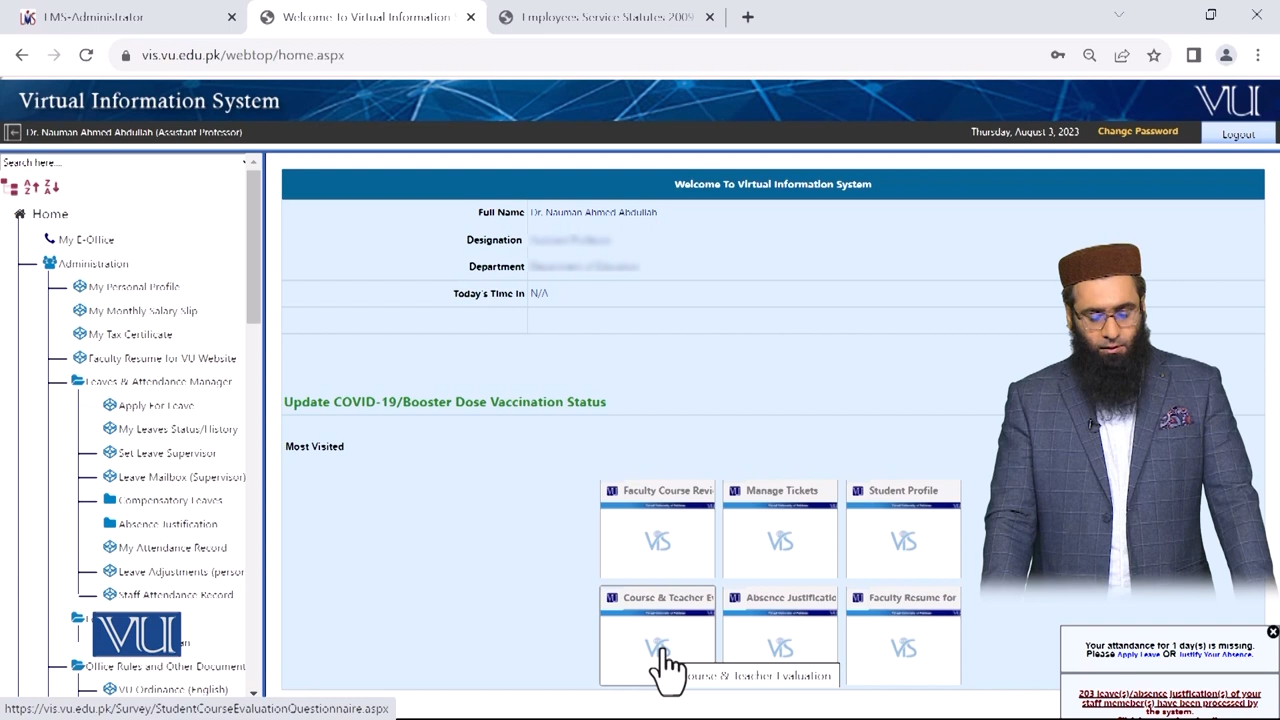 LMS-Administrator
Welcome To Virtual Information S
Employees Service Statutes 2009
vis.vu.edu.pk/webtop/home.aspx
Virtual Information System
VU
Dr. Nauman Ahmed Abdullah (Assistant Professor)
Thursday, August 3, 2023
Change Password
Logout
Search here....
Home
My E-Office
Administration
My Personal Profile
My Monthly Salary Slip
My Tax Certificate
Faculty Resume for VU Website
Leaves & Attendance Manager
Apply For Leave
My Leaves Status/History
Set Leave Supervisor
Leave Mailbox (Supervisor)
Compensatory Leaves
Absence Justification
My Attendance Record
Leave Adjustments (person
Staff Attendance Record
VU
Office Rules and Other Document
VU Ordinance (English)
Welcome To Virtual Information System
Full Name Dr. Nauman Ahmed Abdullah
Designation
Department
Today's Time In N/A
Update COVID-19/Booster Dose Vaccination Status
Most Visited
Faculty Course Revi
Manage Tickets
Student Profile
VIS
VIS
VIS
Course & Teacher Ev
Absence Justificatio
Faculty Resume for
VIS
VIS
VIS
Course & Teacher Evaluation
Your attandance for 1 day(s) is missing.
Please Apply Leave OR Justify Your Absence.
203 leave(s)/absence justfication(s) of your
staff memeber(s) have been processed by
the system.
https://vis.vu.edu.pk/Survey/StudentCourseEvaluationQuestionnaire.aspx